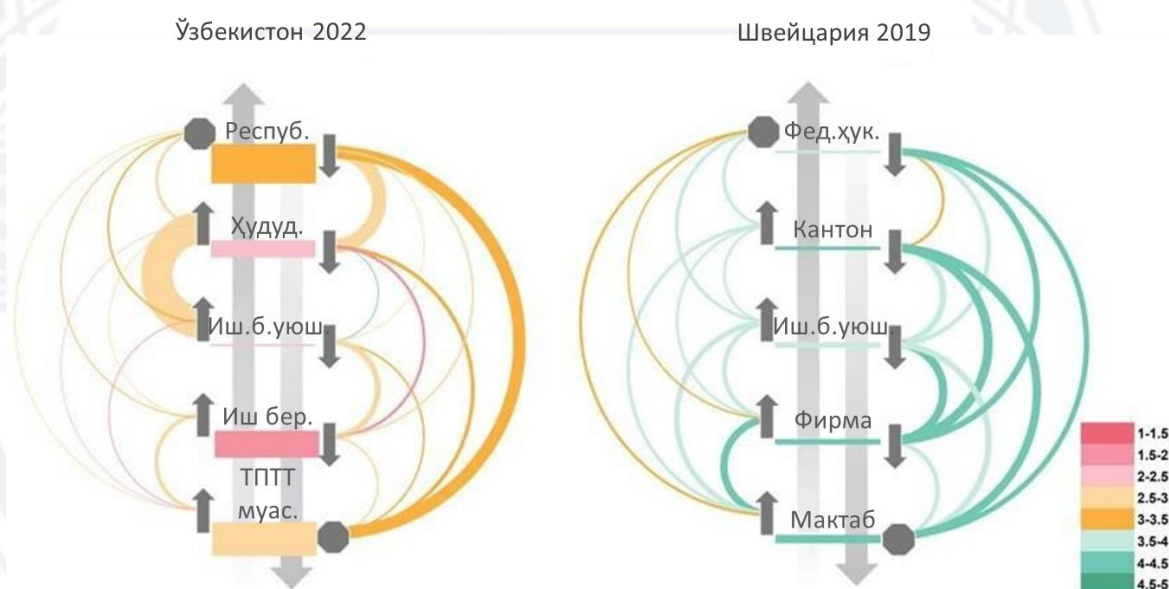 Ўзбекистон 2022
Респуб.
Ҳудуд.
Иш.б.уюш.
Иш бер.
ТПТТ
муас.
Швейцария 2019
Фед.ҳук.
Кантон
Иш.б.уюш.
Фирма
Мактаб
1-1.5
1.5-2
2-2.5
2.5-3
3-3.5
3.5-4
4-4.5
4.5-5